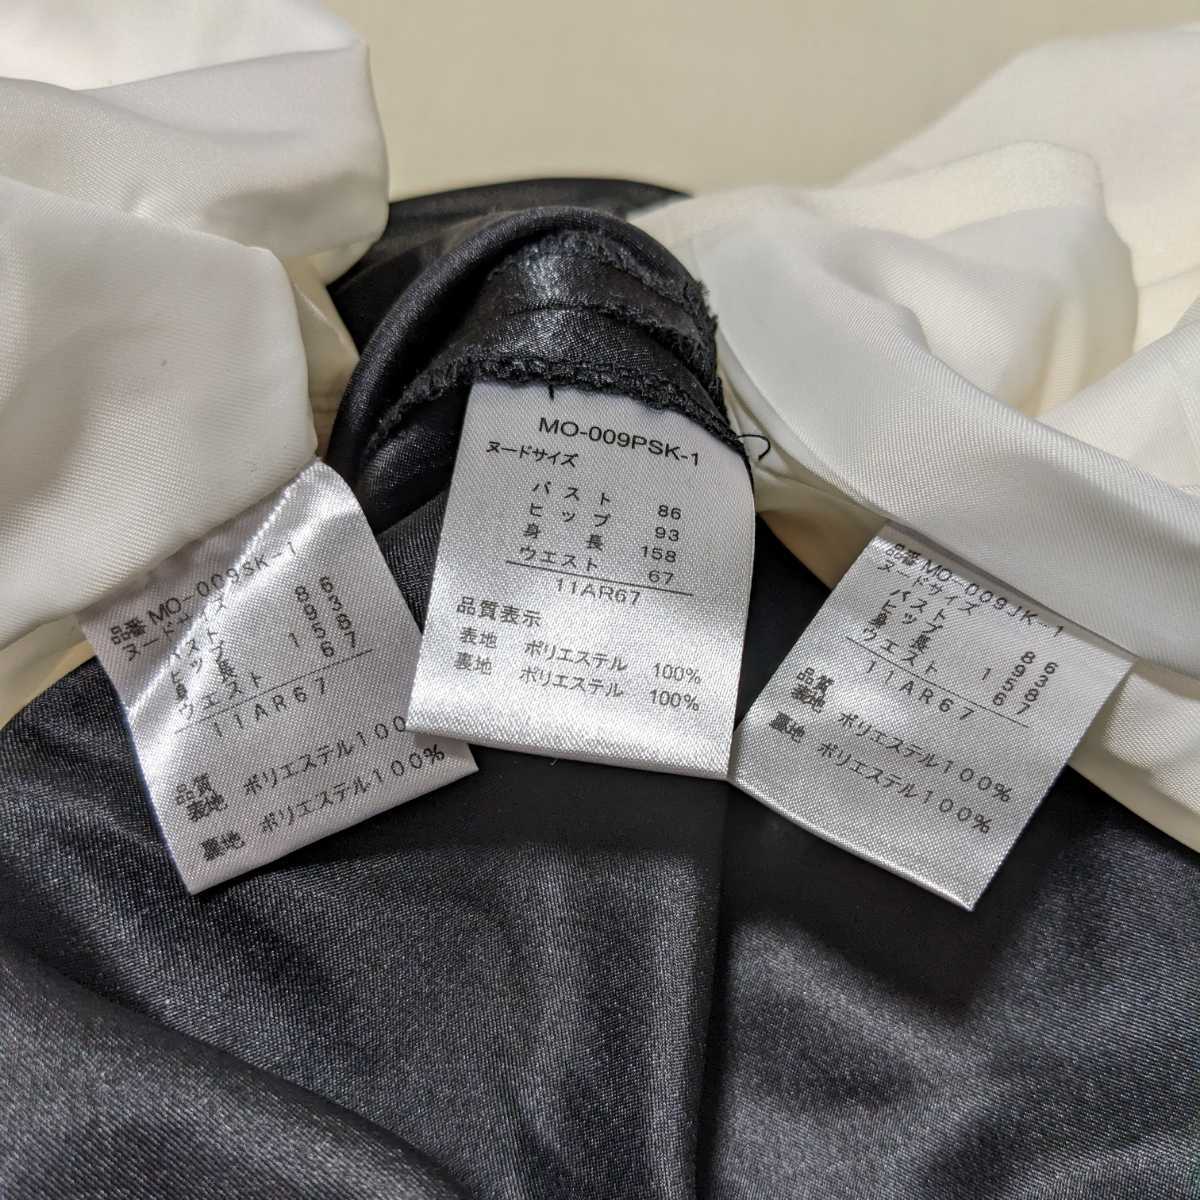 品番 MO-009SK-1
ヌードサイズ
バスト 86
ヒップ 93
身長 158
ウエスト 67
11AR67
品質
表地 ポリエステル100%
裏地 ポリエステル100%
MO-009PSK-1
ヌードサイズ
バスト 86
ヒップ 93
身長 158
ウエスト 67
11AR67
品質表示
表地 ポリエステル 100%
裏地 ポリエステル 100%
品番 MO-009JK-1
ヌードサイズ
バスト 86
ヒップ 93
身長 158
ウエスト 67
11AR67
品質
表地 ポリエステル100%
裏地 ポリエステル100%